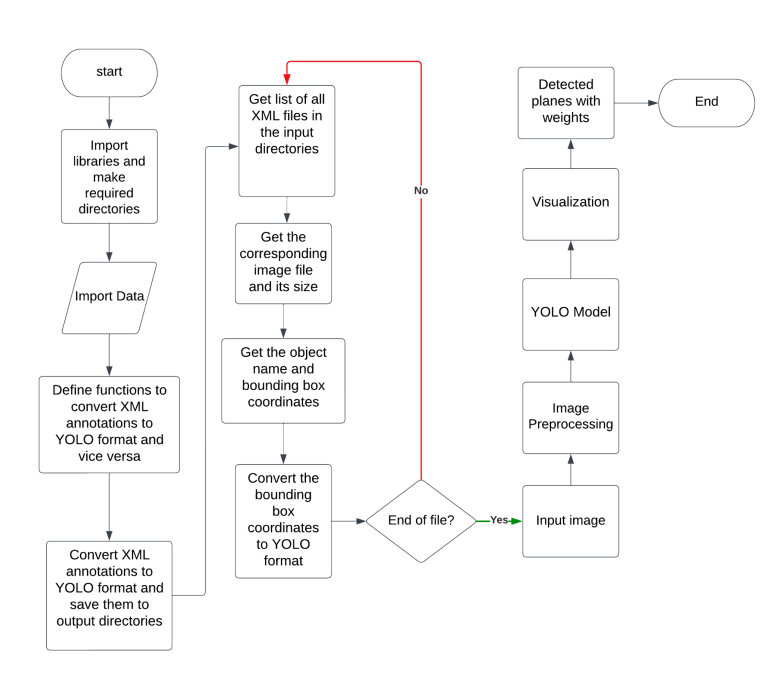 start
Import
libraries and
make
required
directories
Import Data
Define functions to
convert XML
annotations to
YOLO format and
vice versa
Convert XML
annotations to
YOLO format and
save them to
output directories
Get list of all
XML files in
the input
directories
Get the
corresponding
image file
and its size
Get the object
name and
bounding box
coordinates
Convert the
bounding
box
coordinates
to YOLO
format
End of file?
No
Yes
Input image
Image
Preprocessing
YOLO Model
Visualization
Detected
planes with
weights
End